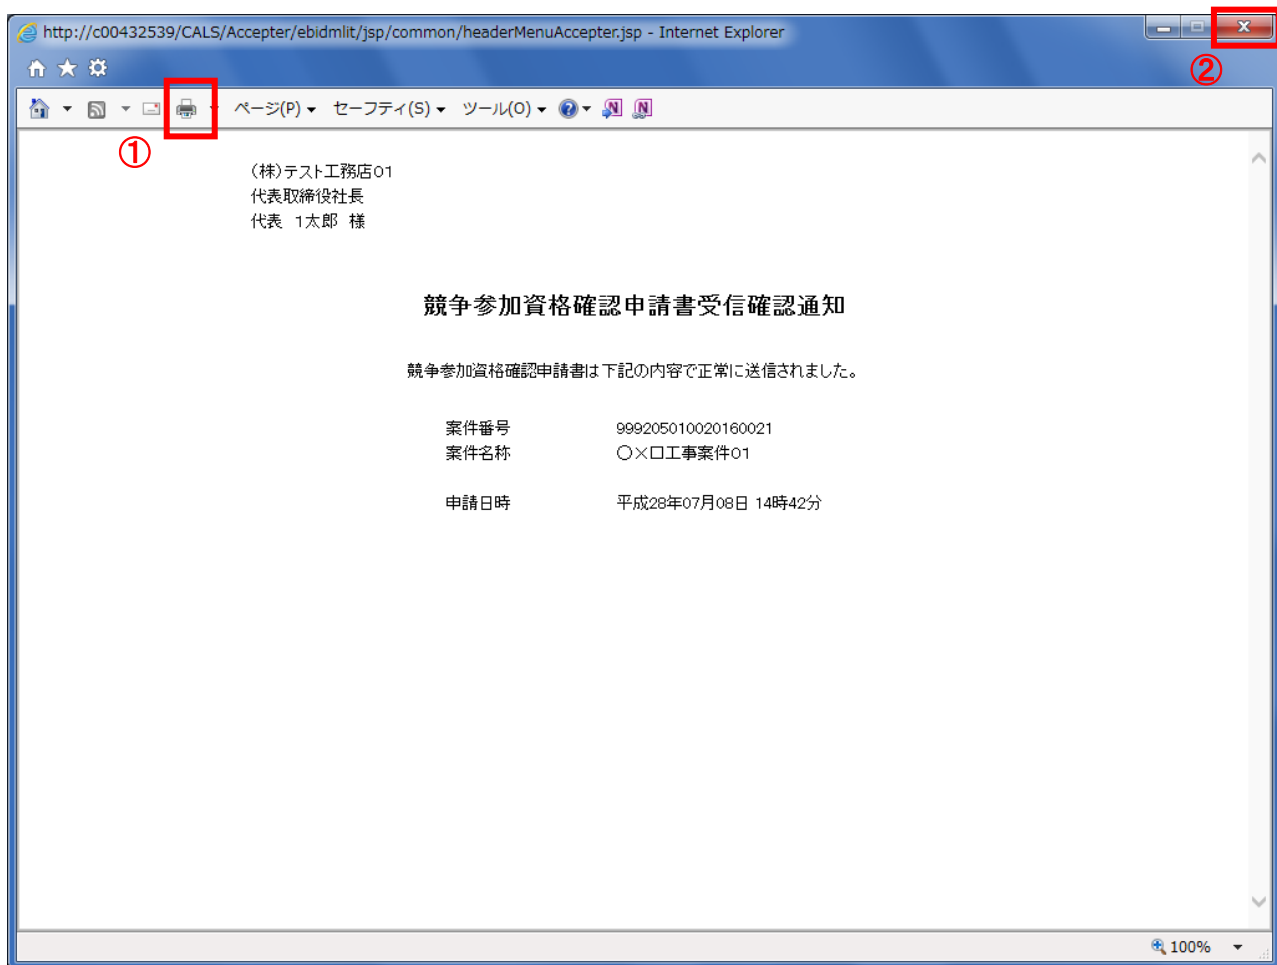 http://c00432539/CALS/Accepter/ebidmlit/jsp/common/headerMenuAccepter.jsp - Internet Explorer
②
ページ(P) セーフティ(S) ツール(O)
①
(株)テスト工務店01
代表取締役社長
代表 1太郎 様
競争参加資格確認申請書受信確認通知
競争参加資格確認申請書は下記の内容で正常に送信されました。
案件番号 999205010020160021
案件名称 〇×口工事案件01
申請日時 平成28年07月08日 14時42分
100%